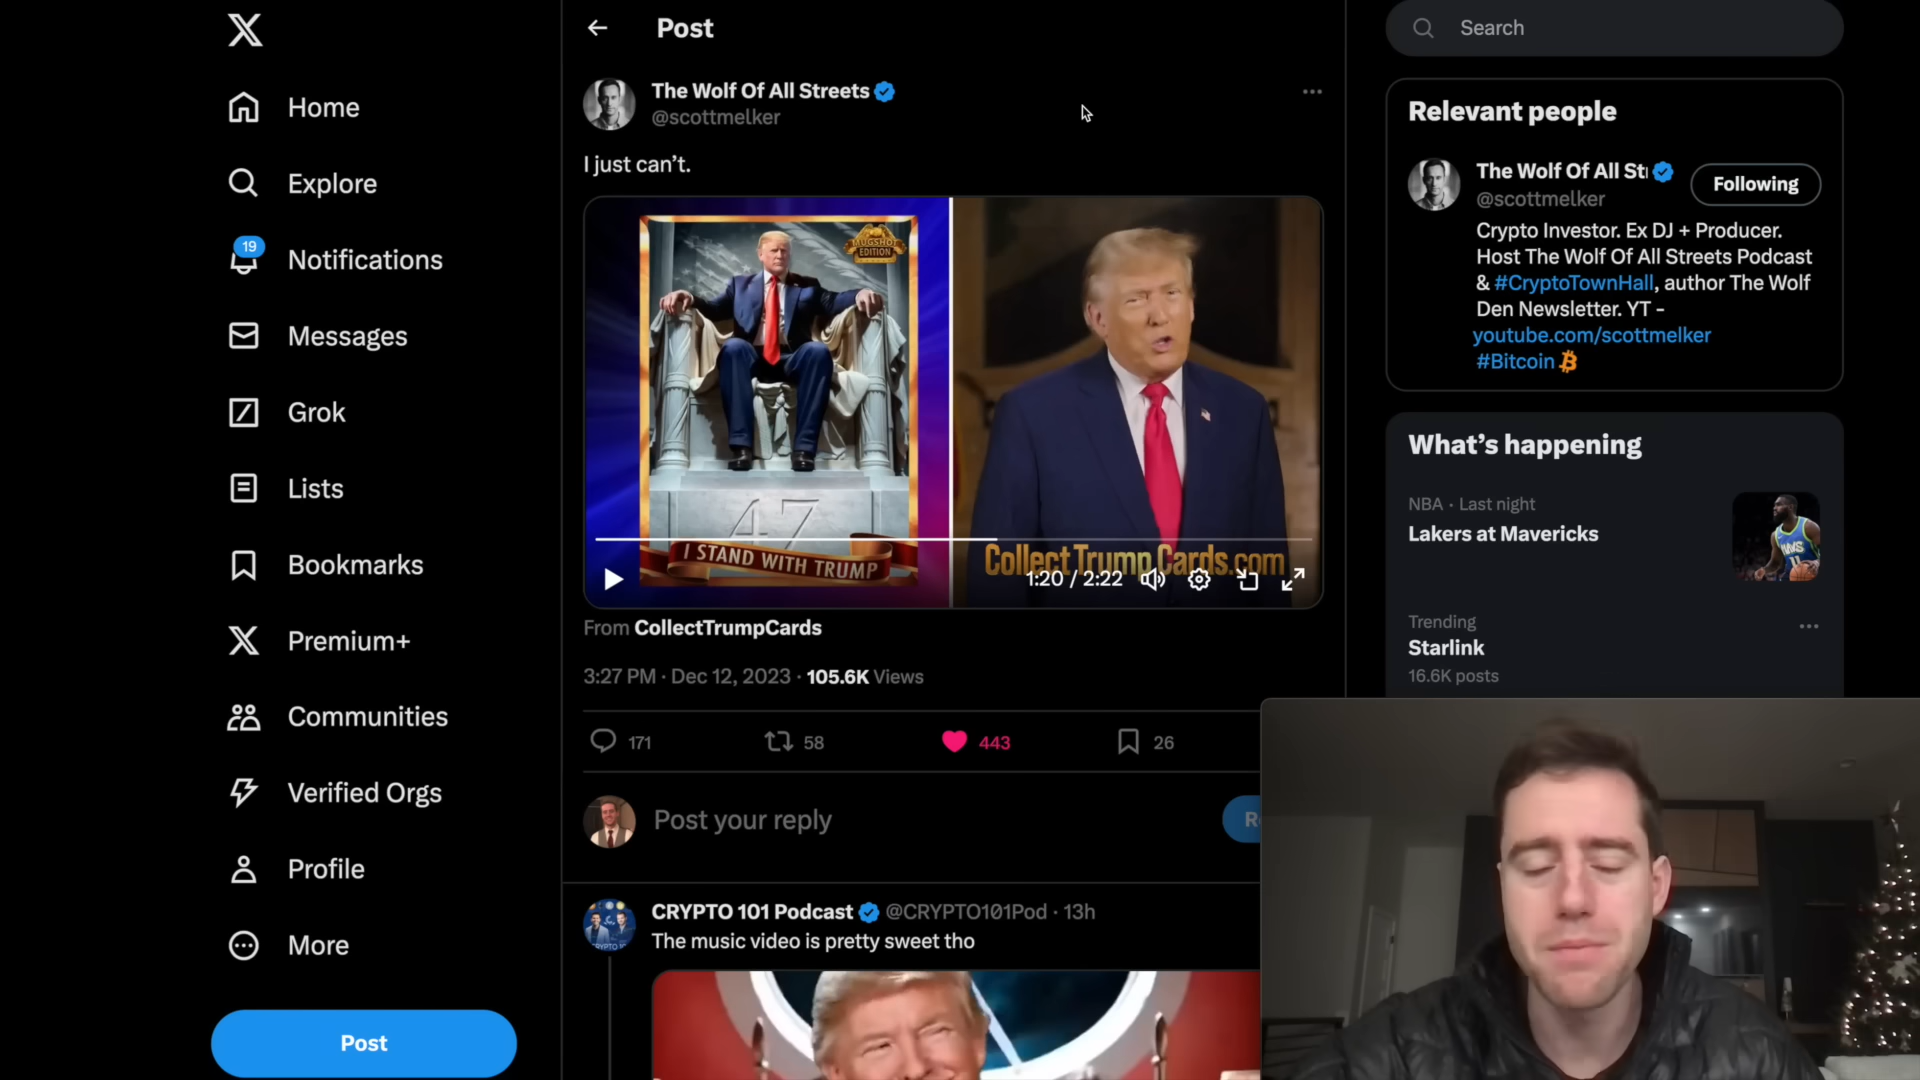 Home
Explore
19
Notifications
Messages
Grok
Lists
Bookmarks
Premium+
Communities
Verified Orgs
Profile
More
Post
Post
The Wolf Of All Streets
@scottmelker
I just can't.
MUGSHOT
EDITION
47
I STAND WITH TRUMP
CollectTrumpCards.com
1:20 / 2:22
From CollectTrumpCards
3:27 PM · Dec 12, 2023 · 105.6K Views
171
58
443
26
Post your reply
CRYPTO 101 Podcast @CRYPTO101Pod · 13h
The music video is pretty sweet tho
Search
Relevant people
The Wolf Of All St
@scottmelker
Following
Crypto Investor. Ex DJ + Producer.
Host The Wolf Of All Streets Podcast
& #CryptoTownHall, author The Wolf
Den Newsletter. YT -
youtube.com/scottmelker
#Bitcoin
What's happening
NBA · Last night
Lakers at Mavericks
Trending
Starlink
16.6K posts